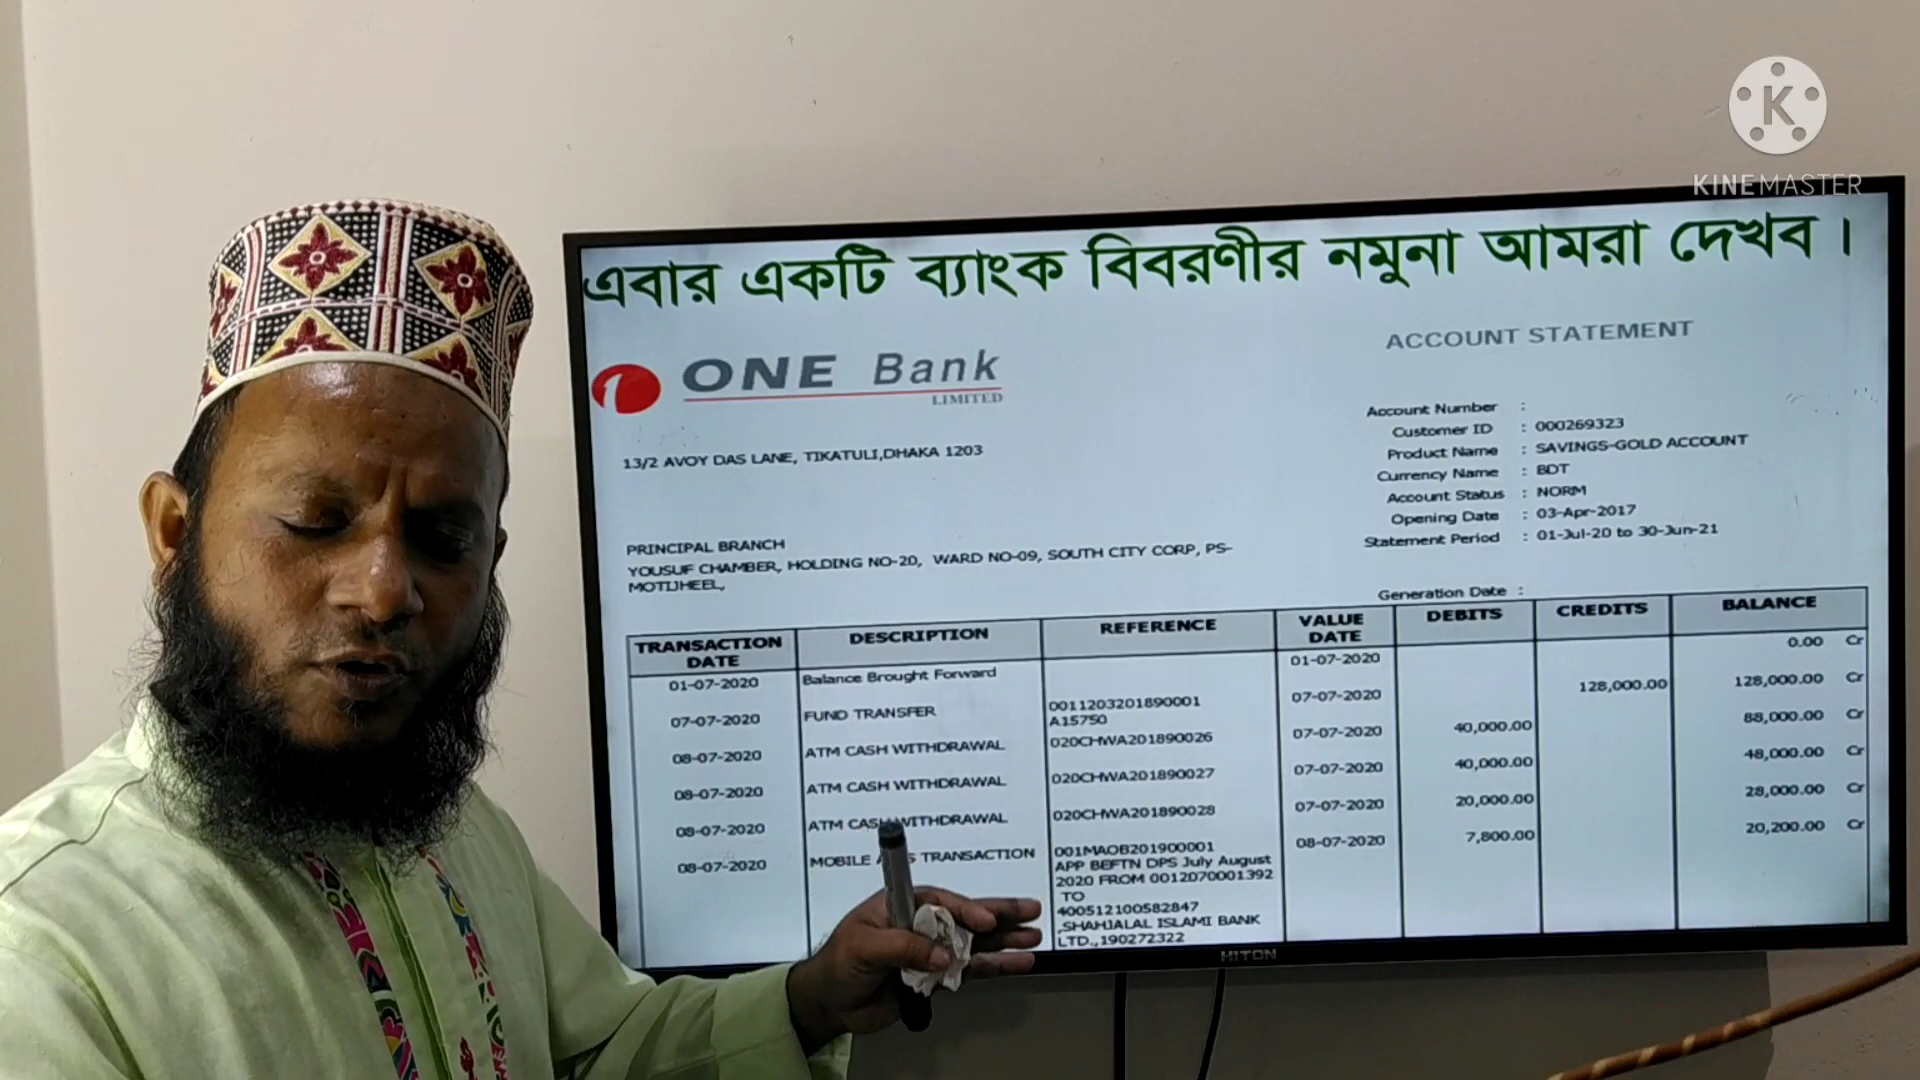 KINEMASTER
এবার একটি ব্যাংক বিবরণীর নমুনা আমরা দেখব।
ONE Bank
LIMITED
ACCOUNT STATEMENT
13/2 AVOY DAS LANE, TIKATULI,DHAKA 1203
Account Number :
Customer ID : 000269323
Product Name : SAVINGS-GOLD ACCOUNT
Currency Name : BDT
Account Status : NORM
Opening Date : 03-Apr-2017
Statement Period : 01-Jul-20 to 30-Jun-21
PRINCIPAL BRANCH
YOUSUF CHAMBER, HOLDING NO-20, WARD NO-09, SOUTH CITY CORP, PS-
MOTIJHEEL,
Generation Date :
TRANSACTION DATE DESCRIPTION REFERENCE VALUE DATE DEBITS CREDITS BALANCE
01-07-2020 Balance Brought Forward 01-07-2020 0.00 Cr
07-07-2020 FUND TRANSFER 0011203201890001 07-07-2020 128,000.00 128,000.00 Cr
A15750
08-07-2020 ATM CASH WITHDRAWAL 020CHWA201890026 07-07-2020 40,000.00 88,000.00 Cr
08-07-2020 ATM CASH WITHDRAWAL 020CHWA201890027 07-07-2020 40,000.00 48,000.00 Cr
08-07-2020 ATM CASH WITHDRAWAL 020CHWA201890028 07-07-2020 20,000.00 28,000.00 Cr
08-07-2020 MOBILE TRANSACTION 001MAOB201900001 08-07-2020 7,800.00 20,200.00 Cr
APP BEFTN DPS July August
2020 FROM 0012070001392
TO
400512100582847
,SHAHJALAL ISLAMI BANK
LTD.,190272322
HITON